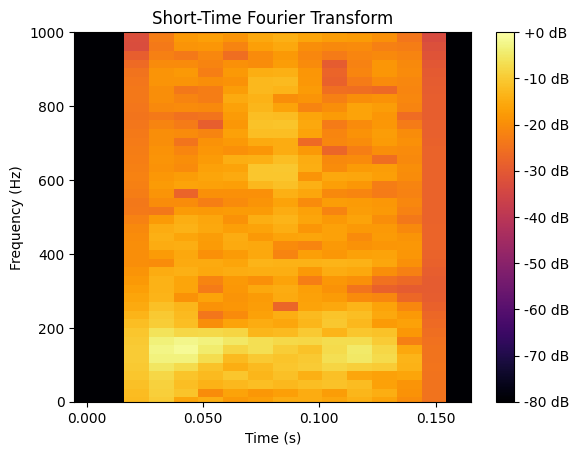 Short-Time Fourier Transform
1000
800
600
400
200
0
Frequency (Hz)
0.000
0.050
0.100
0.150
Time (s)
+0 dB
-10 dB
-20 dB
-30 dB
-40 dB
-50 dB
-60 dB
-70 dB
-80 dB